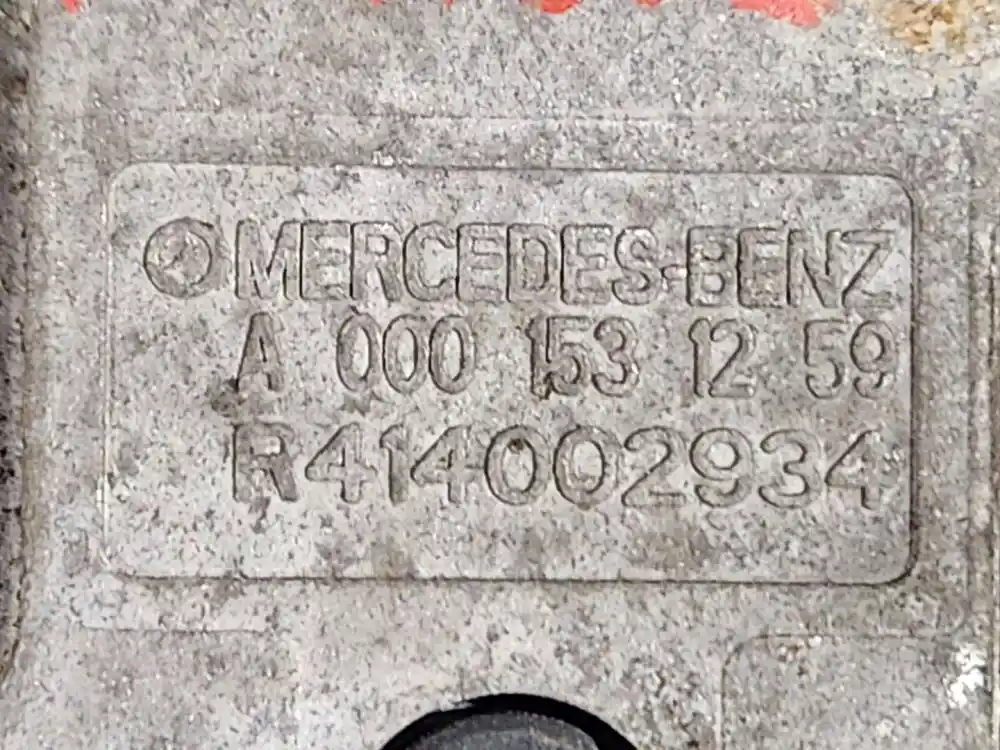 MERCEDES-BENZ
A 000 153 12 59
R414002934